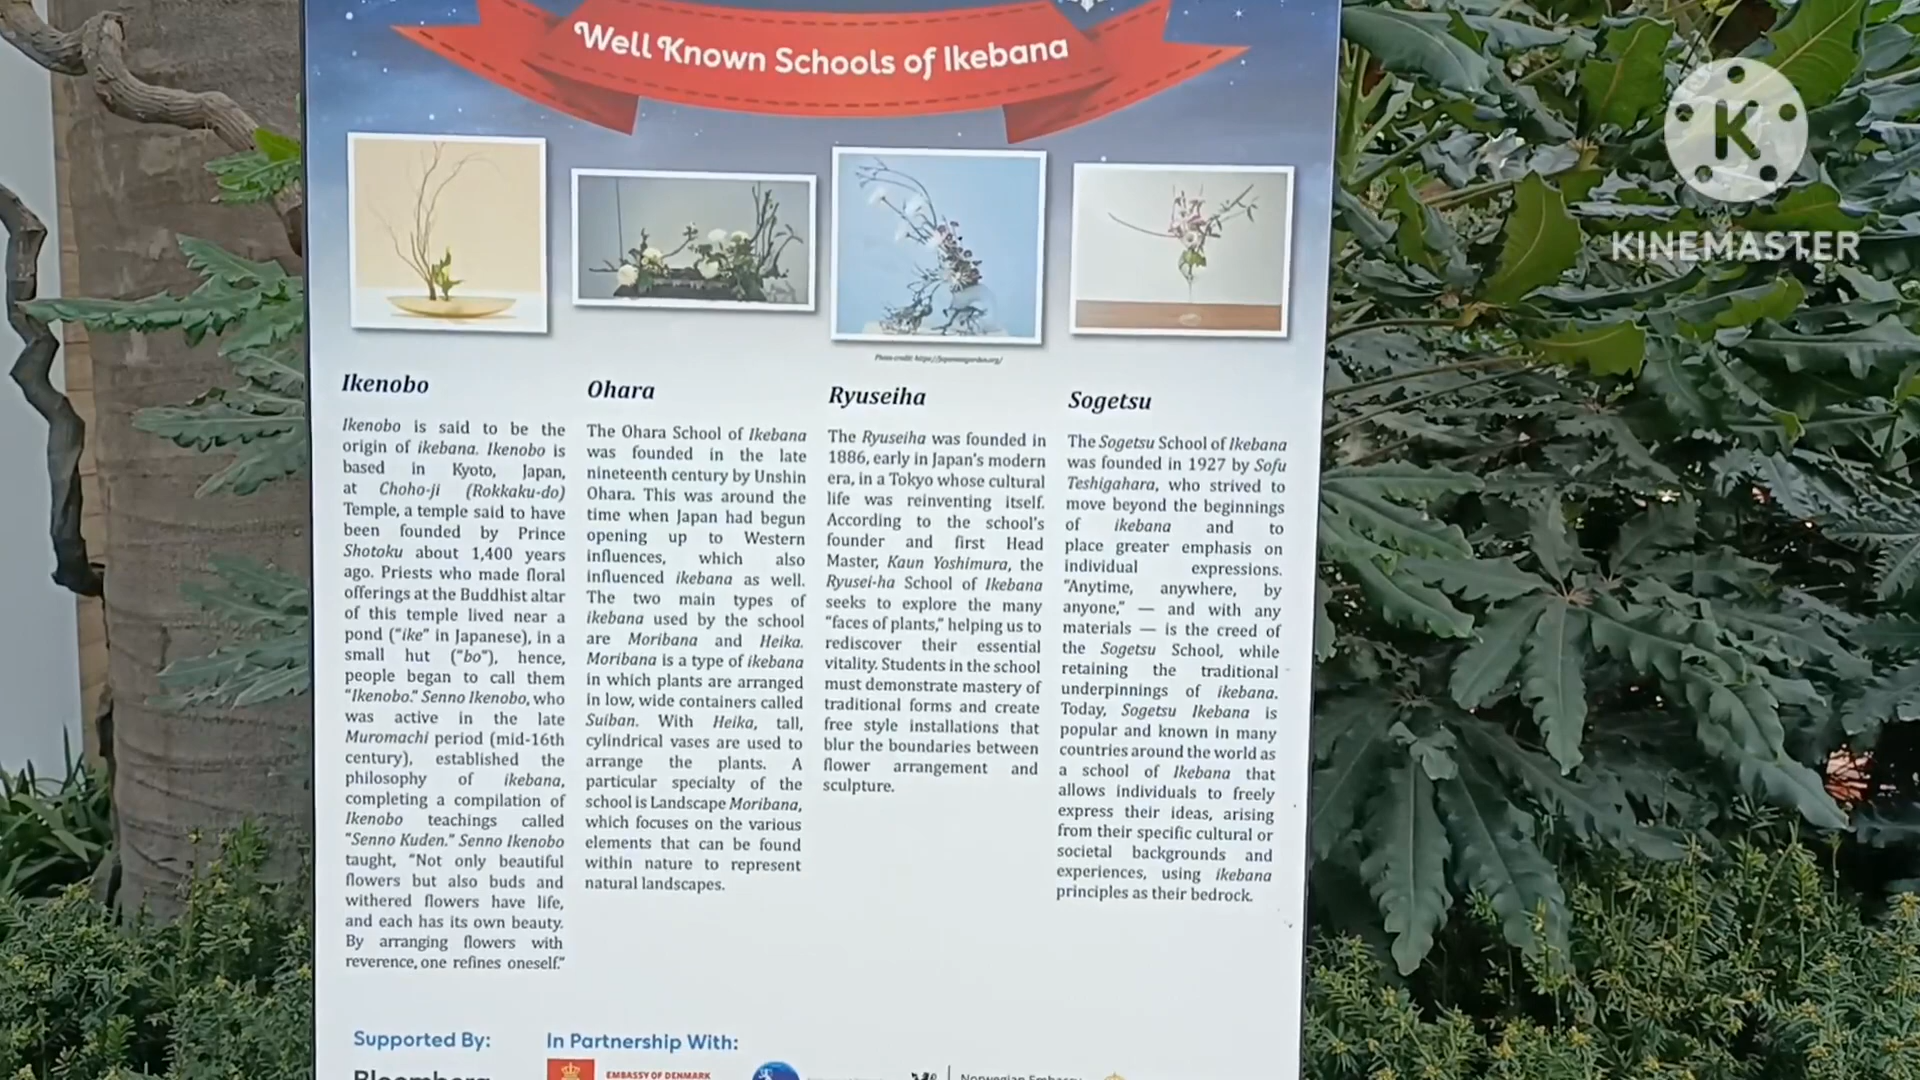 Well Known Schools of Ikebana
KINEMASTER
Ikenobo
Ikenobo is said to be the
origin of ikebana. Ikenobo is
based in Kyoto, Japan,
at Choho-ji (Rokkaku-do)
Temple, a temple said to have
been founded by Prince
Shotoku about 1,400 years
ago. Priests who made floral
offerings at the Buddhist altar
of this temple lived near a
pond ("ike" in Japanese), in a
small hut ("bo"), hence,
people began to call them
"Ikenobo." Senno Ikenobo, who
was active in the late
Muromachi period (mid-16th
century), established the
philosophy of ikebana,
completing a compilation of
Ikenobo teachings called
"Senno Kuden." Senno Ikenobo
taught, "Not only beautiful
flowers but also buds and
withered flowers have life,
and each has its own beauty.
By arranging flowers with
reverence, one refines oneself."
Ohara
The Ohara School of Ikebana
was founded in the late
nineteenth century by Unshin
Ohara. This was around the
time when Japan had begun
opening up to Western
influences, which also
influenced ikebana as well.
The two main types of
ikebana used by the school
are Moribana and Heika.
Moribana is a type of ikebana
in which plants are arranged
in low, wide containers called
Suiban. With Heika, tall,
cylindrical vases are used to
arrange the plants. A
particular specialty of the
school is Landscape Moribana,
which focuses on the various
elements that can be found
within nature to represent
natural landscapes.
Photo credit: https://japanesegarden.org/
Ryuseiha
The Ryuseiha was founded in
1886, early in Japan's modern
era, in a Tokyo whose cultural
life was reinventing itself.
According to the school's
founder and first Head
Master, Kaun Yoshimura, the
Ryusei-ha School of Ikebana
seeks to explore the many
"faces of plants," helping us to
rediscover their essential
vitality. Students in the school
must demonstrate mastery of
traditional forms and create
free style installations that
blur the boundaries between
flower arrangement and
sculpture.
Sogetsu
The Sogetsu School of Ikebana
was founded in 1927 by Sofu
Teshigahara, who strived to
move beyond the beginnings
of ikebana and to
place greater emphasis on
individual expressions.
"Anytime, anywhere, by
anyone," — and with any
materials — is the creed of
the Sogetsu School, while
retaining the traditional
underpinnings of ikebana.
Today, Sogetsu Ikebana is
popular and known in many
countries around the world as
a school of Ikebana that
allows individuals to freely
express their ideas, arising
from their specific cultural or
societal backgrounds and
experiences, using ikebana
principles as their bedrock.
Supported By:
Bloomberg
In Partnership With:
EMBASSY OF DENMARK
Norwegian Embassy